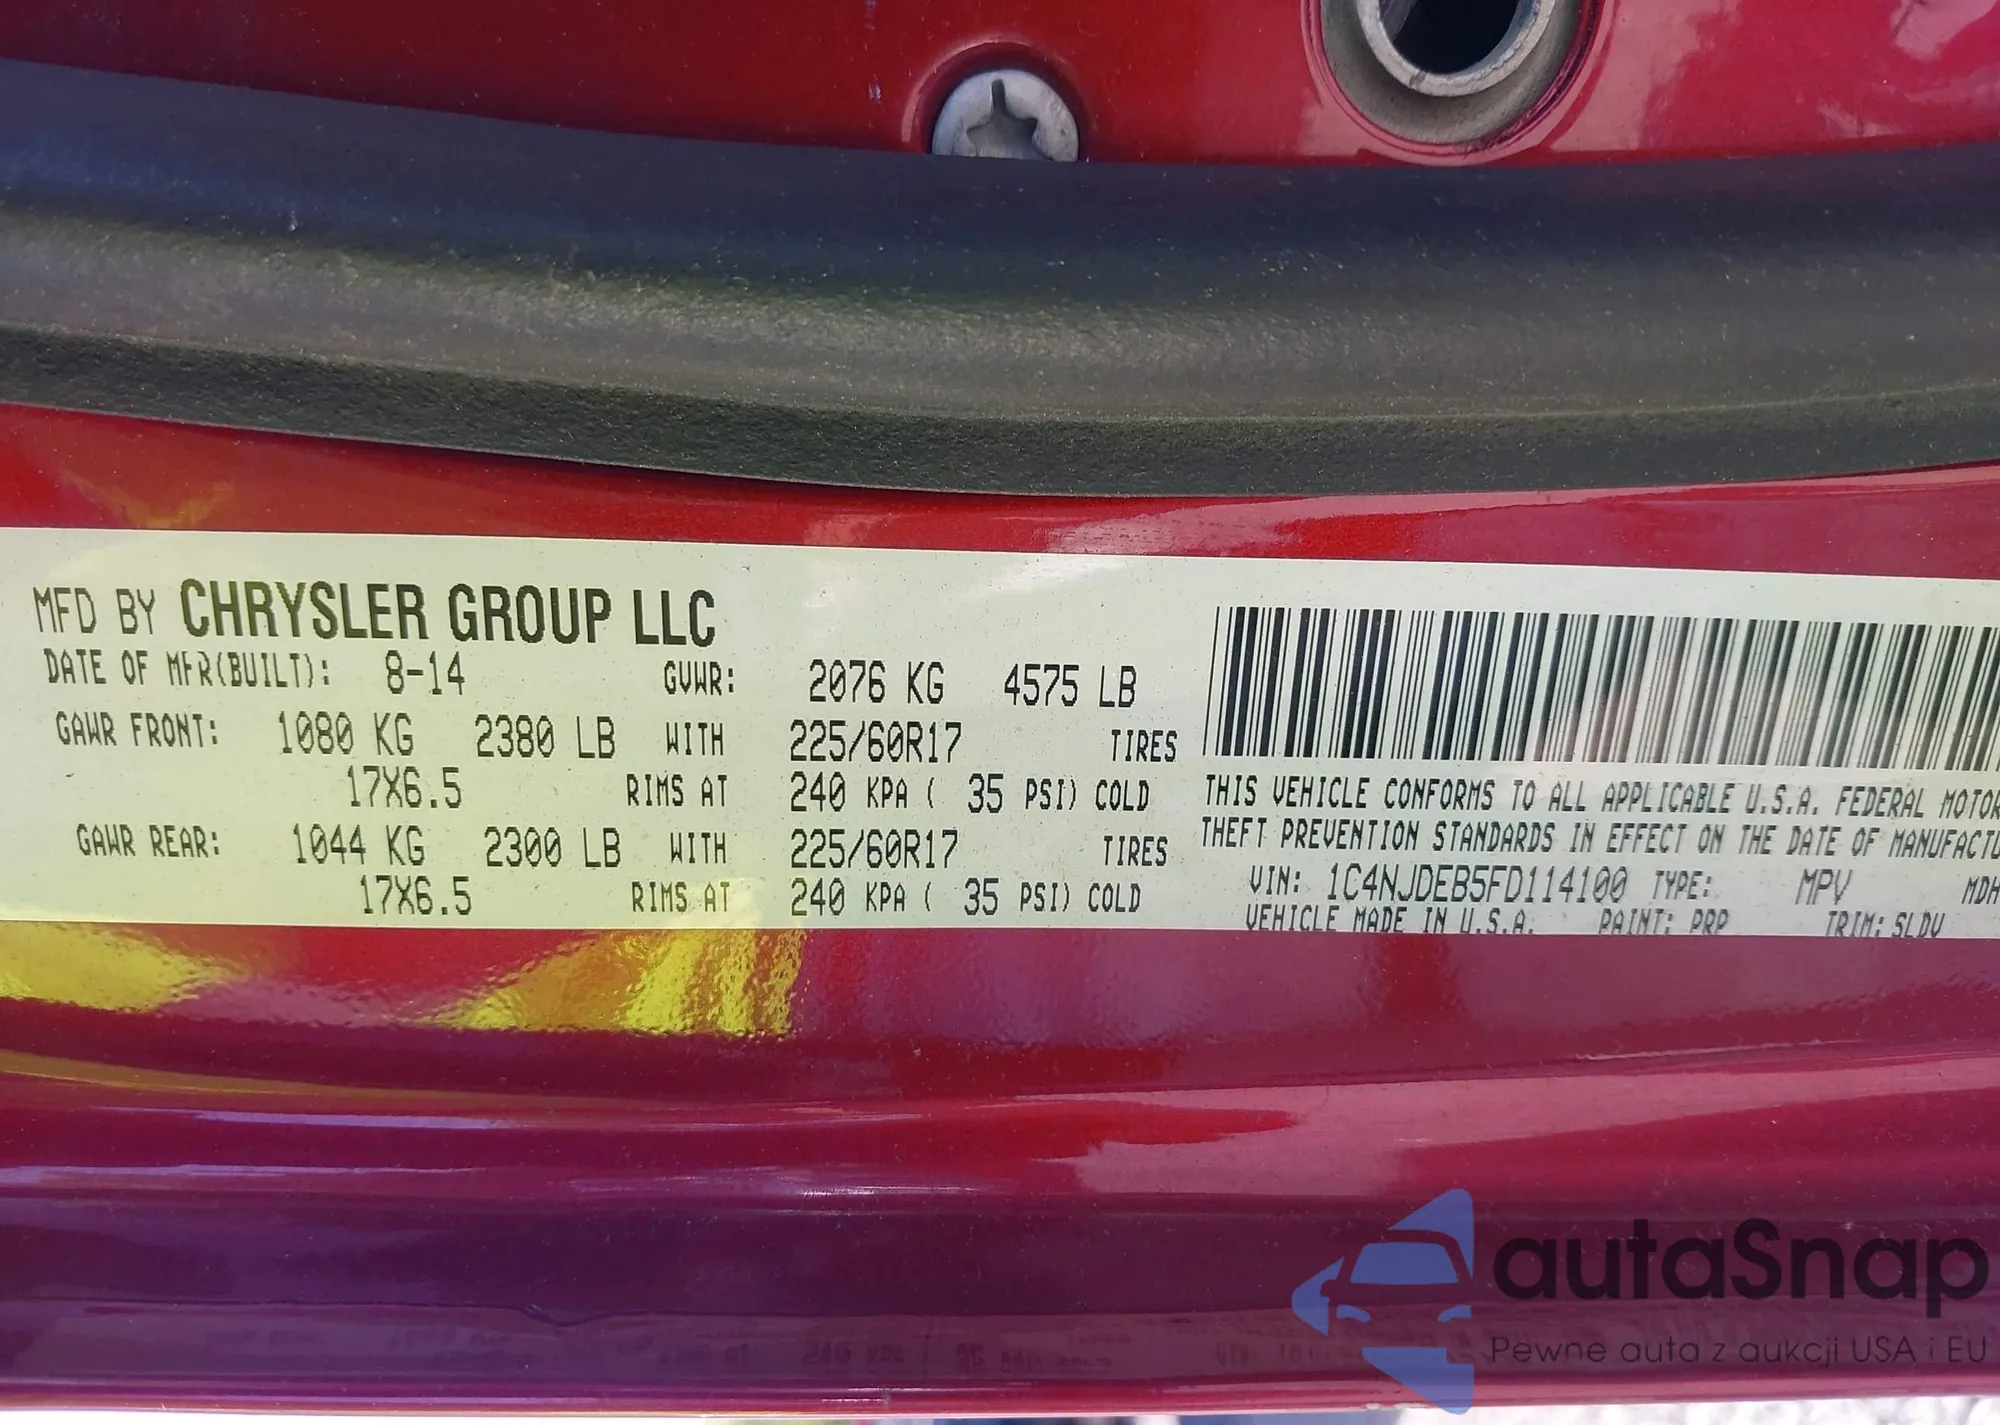 MFD BY CHRYSLER GROUP LLC
DATE OF MFR(BUILT): 8-14 GVWR: 2076 KG 4575 LB
GAWR FRONT: 1080 KG 2380 LB WITH 225/60R17 TIRES
17X6.5 RIMS AT 240 KPA ( 35 PSI) COLD
GAWR REAR: 1044 KG 2300 LB WITH 225/60R17 TIRES
17X6.5 RIMS AT 240 KPA ( 35 PSI) COLD
THIS VEHICLE CONFORMS TO ALL APPLICABLE U.S.A. FEDERAL MOTOR
THEFT PREVENTION STANDARDS IN EFFECT ON THE DATE OF MANUFACTU
VIN: 1C4NJDEB5FD114100 TYPE: MPV MDH
VEHICLE MADE IN U.S.A. PAINT: PRP TRIM: SLDV
autaSnap
Pewne auta z aukcji USA i EU